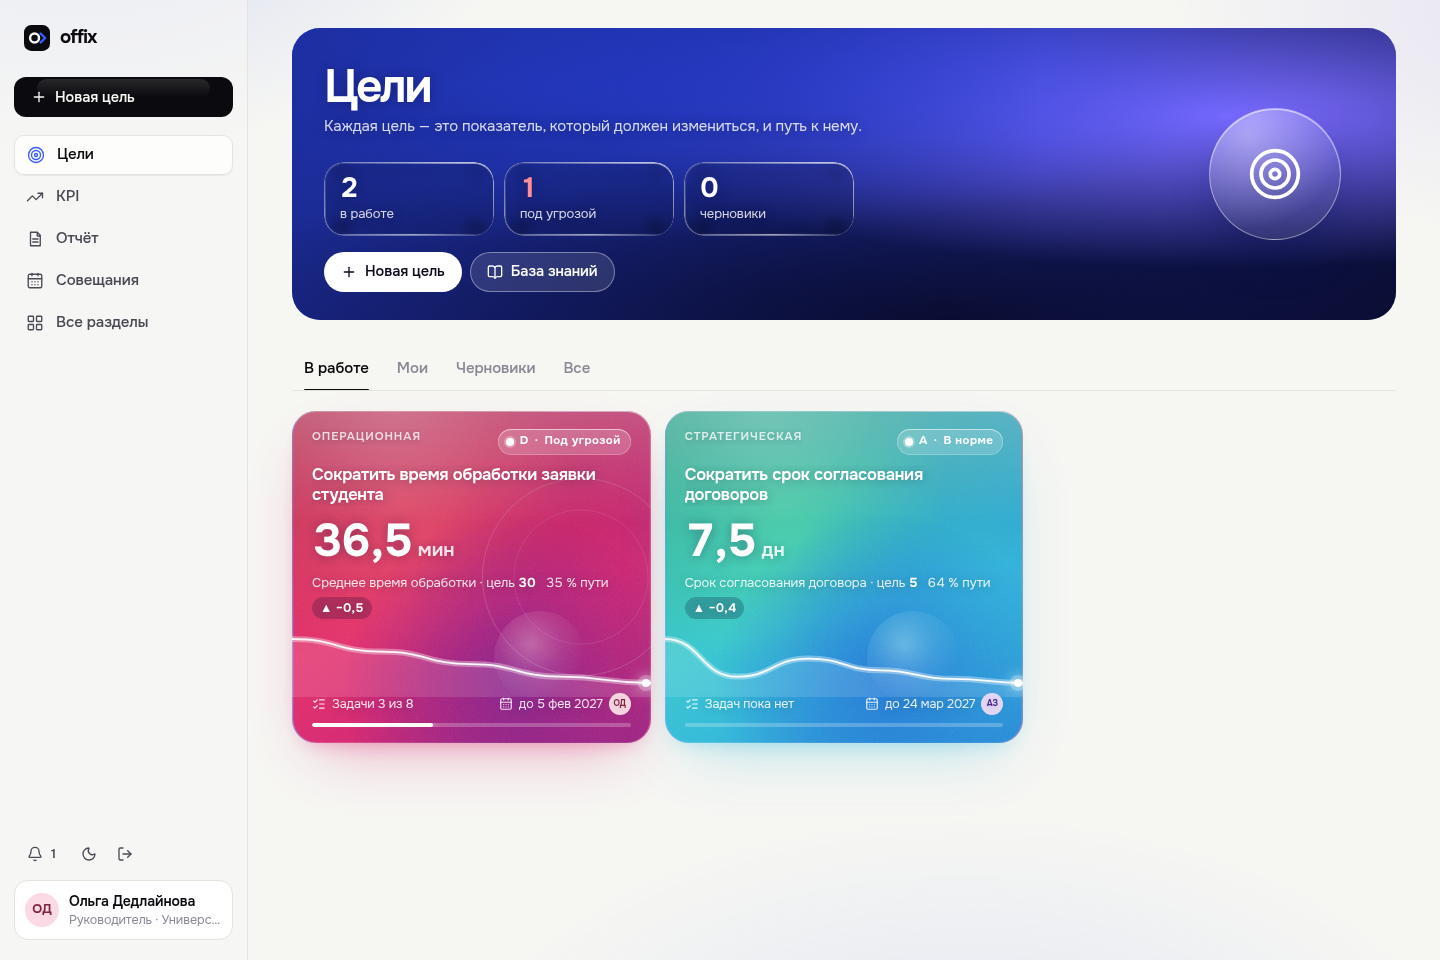 offix
Новая цель
Цели
KPI
Отчёт
Совещания
Все разделы
1
ОД
Ольга Дедлайнова
Руководитель · Универс...
Цели
Каждая цель — это показатель, который должен измениться, и путь к нему.
2
в работе
1
под угрозой
0
черновики
Новая цель
База знаний
В работе
Мои
Черновики
Все
ОПЕРАЦИОННАЯ
D · Под угрозой
Сократить время обработки заявки
студента
36,5 мин
Среднее время обработки · цель 30 35 % пути
▲ −0,5
Задачи 3 из 8
до 5 фев 2027
ОД
СТРАТЕГИЧЕСКАЯ
A · В норме
Сократить срок согласования
договоров
7,5 дн
Срок согласования договора · цель 5 64 % пути
▲ −0,4
Задач пока нет
до 24 мар 2027
АЗ